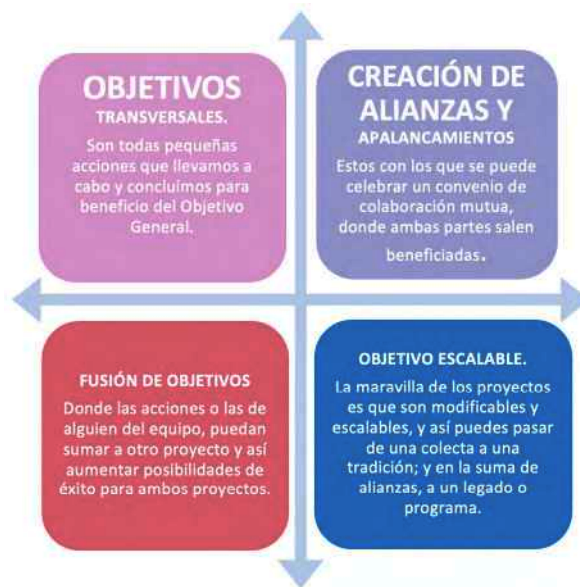 OBJETIVOS
TRANSVERSALES.
Son todas pequeñas
acciones que llevamos a
cabo y concluímos para
beneficio del Objetivo
General.
CREACIÓN DE
ALIANZAS Y
APALANCAMIENTOS
Estos con los que se puede
celebrar un convenio de
colaboración mutua,
donde ambas partes salen
beneficiadas.
FUSIÓN DE OBJETIVOS
Donde las acciones o las de
alguien del equipo, puedan
sumar a otro proyecto y así
aumentar posibilidades de
éxito para ambos proyectos.
OBJETIVO ESCALABLE.
La maravilla de los proyectos
es que son modificables y
escalables, y así puedes pasar
de una colecta a una
tradición; y en la suma de
alianzas, a un legado o
programa.